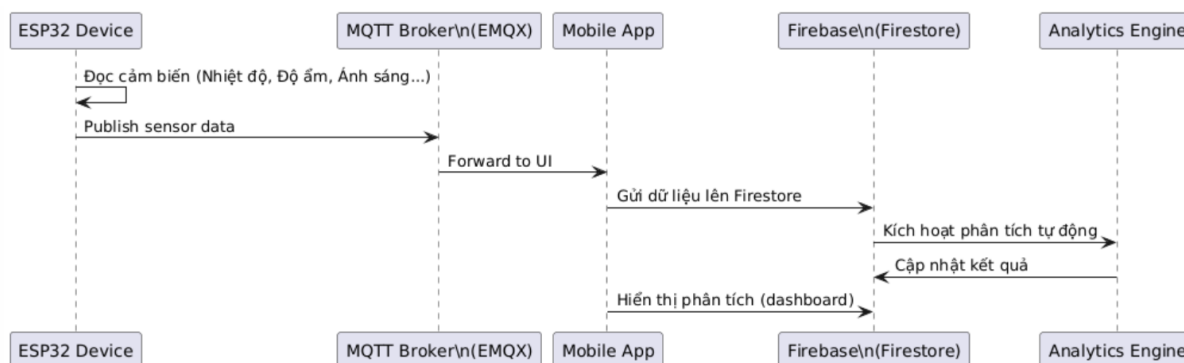 ESP32 Device
MQTT Broker\n(EMQX)
Mobile App
Firebase\n(Firestore)
Analytics Engine
Đọc cảm biến (Nhiệt độ, Độ ẩm, Ánh sáng...)
Publish sensor data
Forward to UI
Gửi dữ liệu lên Firestore
Kích hoạt phân tích tự động
Cập nhật kết quả
Hiển thị phân tích (dashboard)
ESP32 Device
MQTT Broker\n(EMQX)
Mobile App
Firebase\n(Firestore)
Analytics Engine